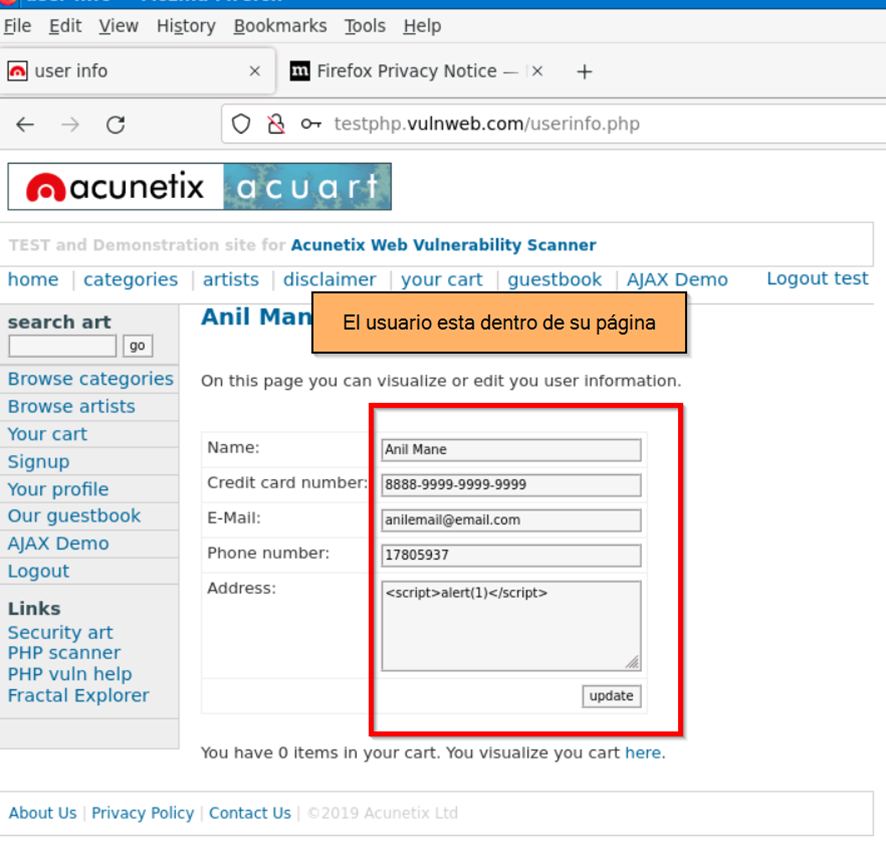 File Edit View History Bookmarks Tools Help
user info
Firefox Privacy Notice —
testphp.vulnweb.com/userinfo.php
acunetix acuart
TEST and Demonstration site for Acunetix Web Vulnerability Scanner
home | categories | artists | disclaimer | your cart | guestbook | AJAX Demo
Logout test
search art
go
Browse categories
Browse artists
Your cart
Signup
Your profile
Our guestbook
AJAX Demo
Logout
Links
Security art
PHP scanner
PHP vuln help
Fractal Explorer
Anil Man
El usuario esta dentro de su página
On this page you can visualize or edit you user information.
Name: Anil Mane
Credit card number: 8888-9999-9999-9999
E-Mail: anilemail@email.com
Phone number: 17805937
Address: <script>alert(1)</script>
update
You have 0 items in your cart. You visualize you cart here.
About Us | Privacy Policy | Contact Us | ©2019 Acunetix Ltd